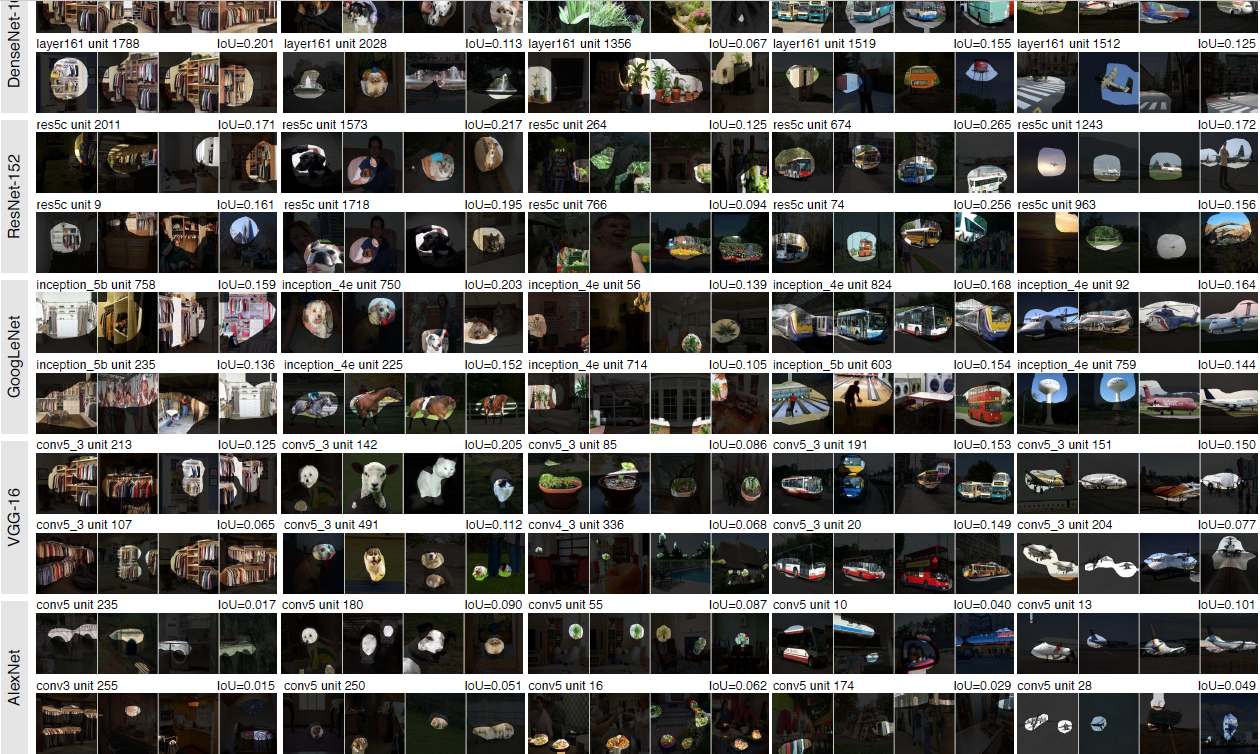 DenseNet-1
layer161 unit 1788 IoU=0.201 layer161 unit 2028 IoU=0.113 layer161 unit 1356 IoU=0.067 layer161 unit 1519 IoU=0.155 layer161 unit 1512 IoU=0.125
ResNet-152
res5c unit 2011 IoU=0.171 res5c unit 1573 IoU=0.217 res5c unit 264 IoU=0.125 res5c unit 674 IoU=0.265 res5c unit 1243 IoU=0.172
res5c unit 9 IoU=0.161 res5c unit 1718 IoU=0.195 res5c unit 766 IoU=0.094 res5c unit 74 IoU=0.256 res5c unit 963 IoU=0.156
GoogLeNet
inception_5b unit 758 IoU=0.159 inception_4e unit 750 IoU=0.203 inception_4e unit 56 IoU=0.139 inception_4e unit 824 IoU=0.168 inception_4e unit 92 IoU=0.164
inception_5b unit 235 IoU=0.136 inception_4e unit 225 IoU=0.152 inception_4e unit 714 IoU=0.105 inception_5b unit 603 IoU=0.154 inception_4e unit 759 IoU=0.144
VGG-16
conv5_3 unit 213 IoU=0.125 conv5_3 unit 142 IoU=0.205 conv5_3 unit 85 IoU=0.086 conv5_3 unit 191 IoU=0.153 conv5_3 unit 151 IoU=0.150
conv5_3 unit 107 IoU=0.065 conv5_3 unit 491 IoU=0.112 conv4_3 unit 336 IoU=0.068 conv5_3 unit 20 IoU=0.149 conv5_3 unit 204 IoU=0.077
AlexNet
conv5 unit 235 IoU=0.017 conv5 unit 180 IoU=0.090 conv5 unit 55 IoU=0.087 conv5 unit 10 IoU=0.040 conv5 unit 13 IoU=0.101
conv3 unit 255 IoU=0.015 conv5 unit 250 IoU=0.051 conv5 unit 16 IoU=0.062 conv5 unit 174 IoU=0.029 conv5 unit 28 IoU=0.049